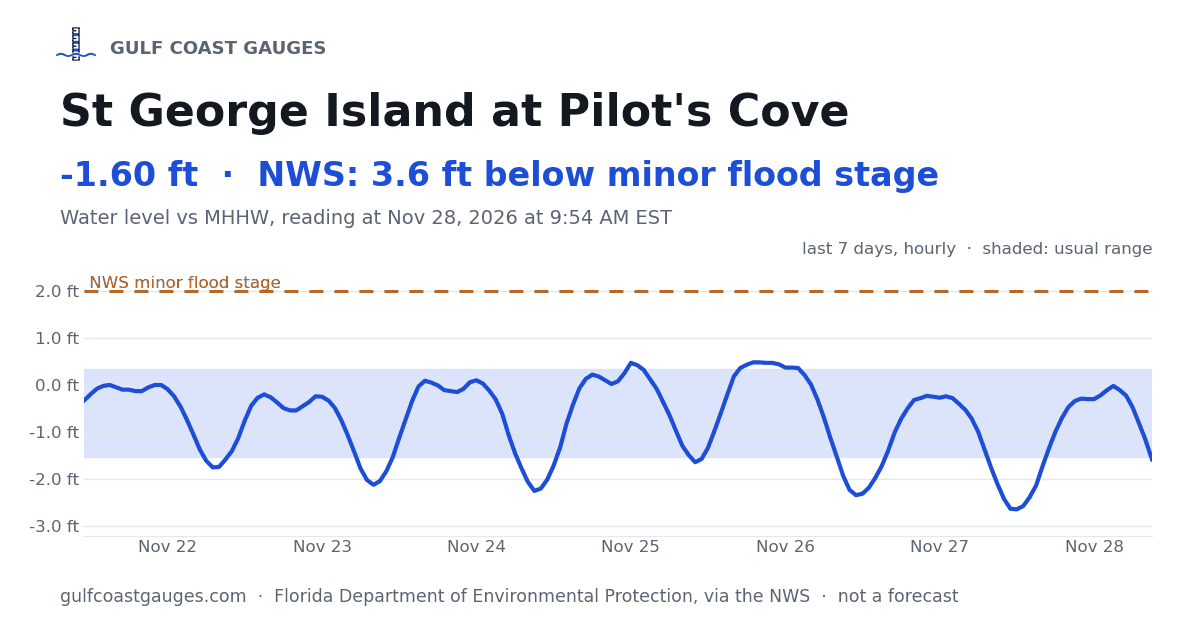 GULF COAST GAUGES
St George Island at Pilot's Cove
-1.60 ft · NWS: 3.6 ft below minor flood stage
Water level vs MHHW, reading at Nov 28, 2026 at 9:54 AM EST
last 7 days, hourly · shaded: usual range
NWS minor flood stage
2.0 ft
1.0 ft
0.0 ft
-1.0 ft
-2.0 ft
-3.0 ft
Nov 22 Nov 23 Nov 24 Nov 25 Nov 26 Nov 27 Nov 28
gulfcoastgauges.com · Florida Department of Environmental Protection, via the NWS · not a forecast